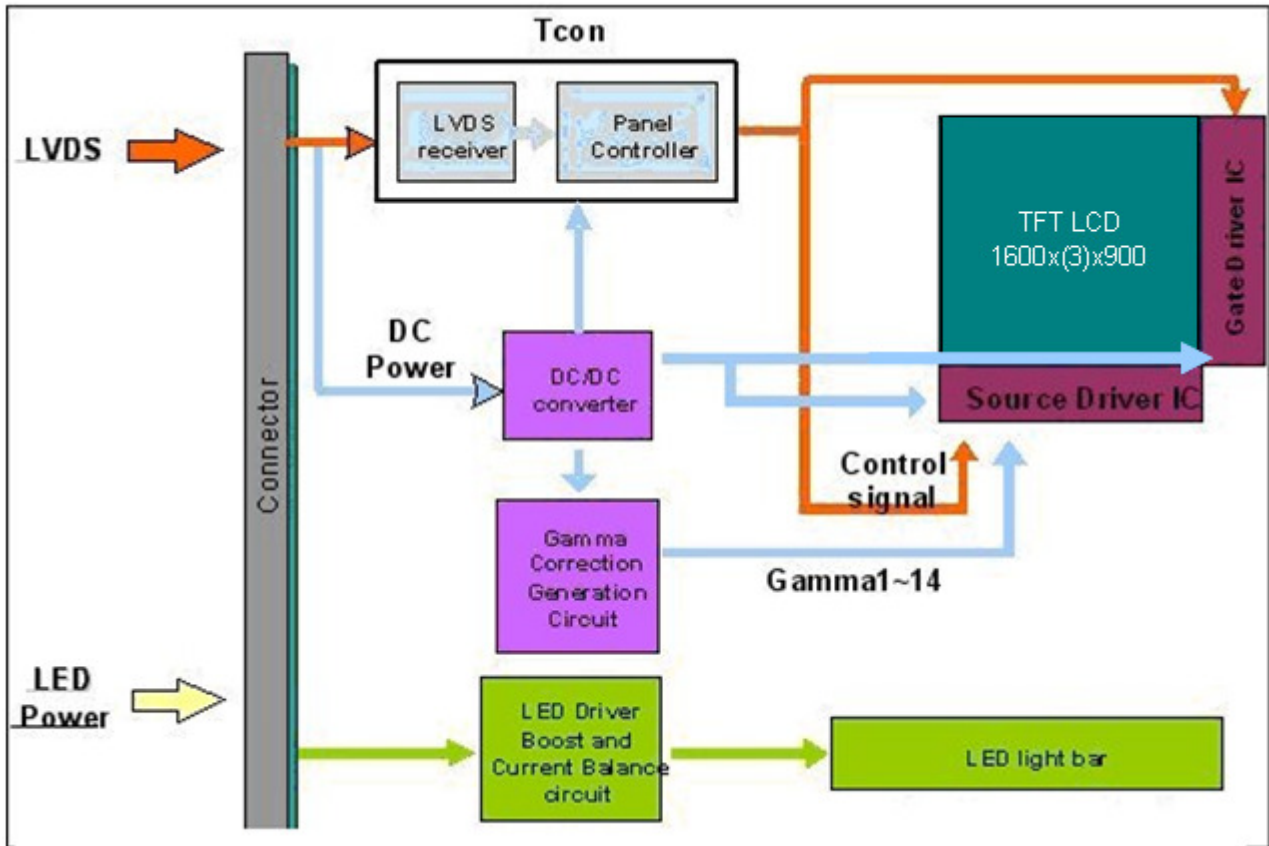 Tcon
LVDS
LVDS
receiver
Panel
Controller
TFT LCD
1600x(3)x900
Gate Driver IC
DC
Power
DC/DC
converter
Source Driver IC
Connector
Control
signal
Gamma
Correction
Generation
Circuit
Gamma1~14
LED
Power
LED Driver
Boost and
Current Balance
circuit
LED light bar